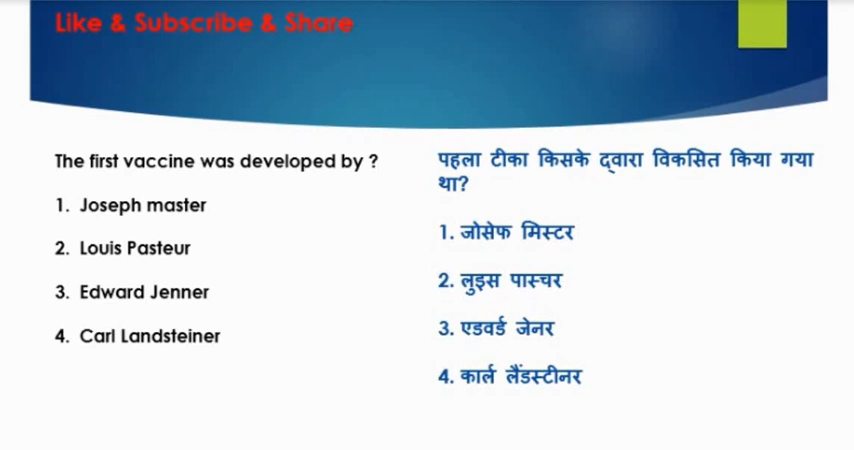 Like & Subscribe & Share
The first vaccine was developed by ?
1. Joseph master
2. Louis Pasteur
3. Edward Jenner
4. Carl Landsteiner
पहला टीका किसके द्वारा विकसित किया गया
था?
1. जोसेफ मिस्टर
2. लुइस पास्चर
3. एडवर्ड जेनर
4. कार्ल लैंडस्टीनर